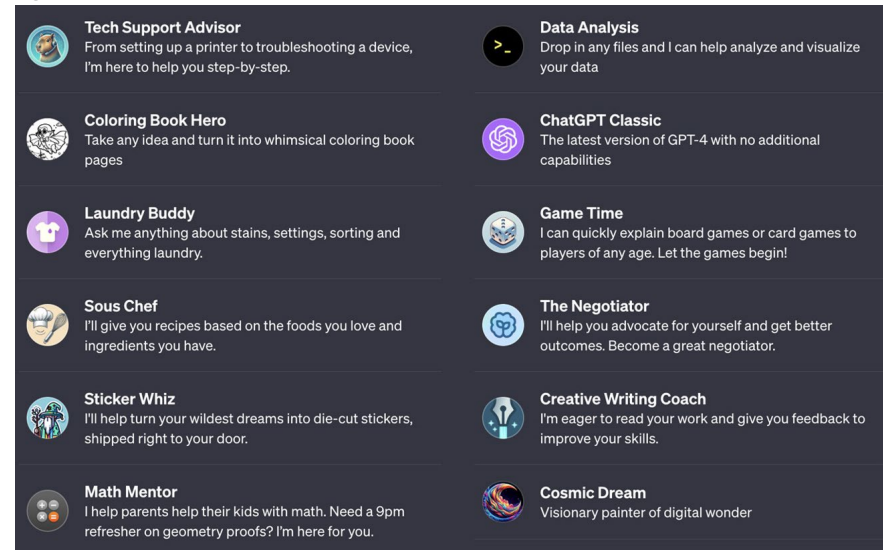 Tech Support Advisor
From setting up a printer to troubleshooting a device,
I'm here to help you step-by-step.
Coloring Book Hero
Take any idea and turn it into whimsical coloring book
pages
Laundry Buddy
Ask me anything about stains, settings, sorting and
everything laundry.
Sous Chef
I'll give you recipes based on the foods you love and
ingredients you have.
Sticker Whiz
I'll help turn your wildest dreams into die-cut stickers,
shipped right to your door.
Math Mentor
I help parents help their kids with math. Need a 9pm
refresher on geometry proofs? I'm here for you.
>_
Data Analysis
Drop in any files and I can help analyze and visualize
your data
ChatGPT Classic
The latest version of GPT-4 with no additional
capabilities
Game Time
I can quickly explain board games or card games to
players of any age. Let the games begin!
The Negotiator
I'll help you advocate for yourself and get better
outcomes. Become a great negotiator.
Creative Writing Coach
I'm eager to read your work and give you feedback to
improve your skills.
Cosmic Dream
Visionary painter of digital wonder